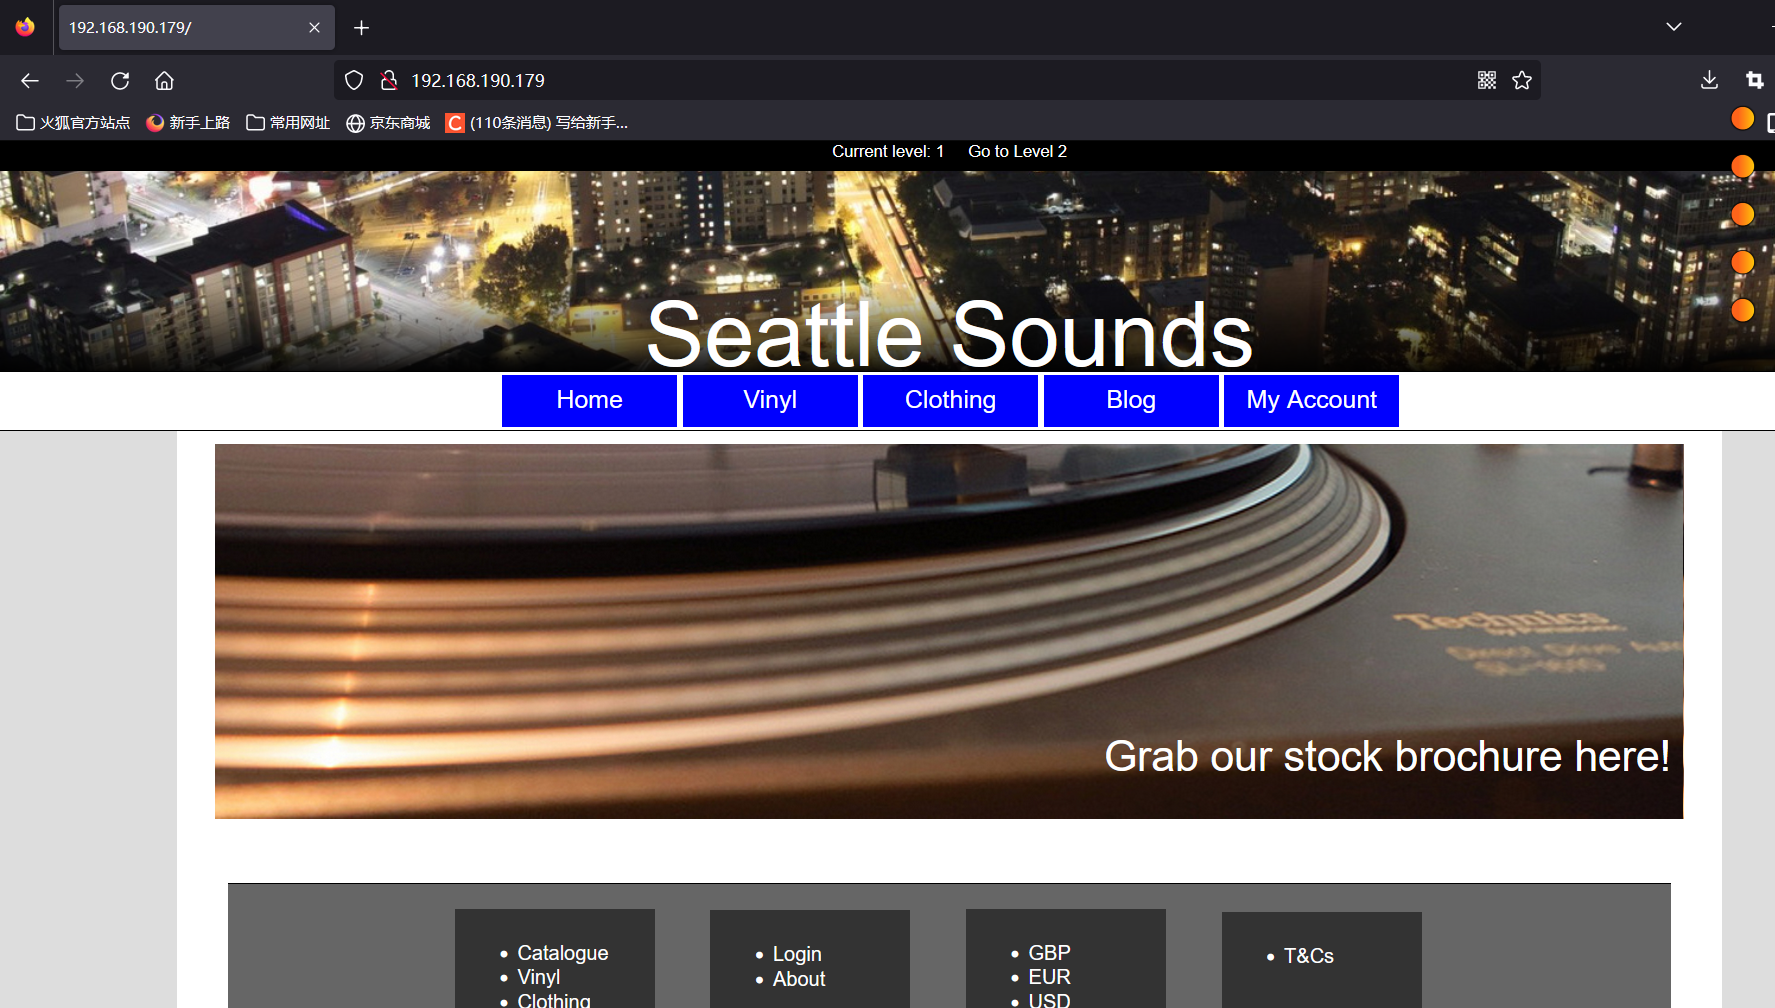 192.168.190.179/
192.168.190.179
火狐官方站点 新手上路 常用网址 京东商城 C (110条消息) 写给新手...
Current level: 1 Go to Level 2
Seattle Sounds
Home Vinyl Clothing Blog My Account
Technics
Grab our stock brochure here!
Catalogue
Vinyl
Clothing
Login
About
GBP
EUR
USD
T&Cs